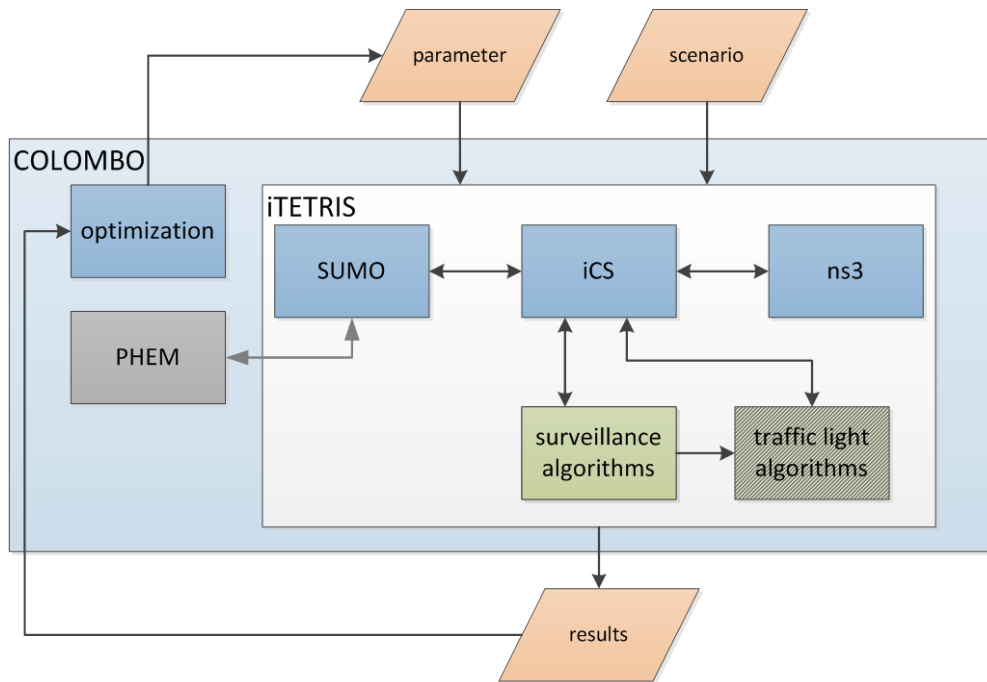 parameter
scenario
COLOMBO
optimization
iTETRIS
SUMO
iCS
ns3
PHEM
surveillance
algorithms
traffic light
algorithms
results